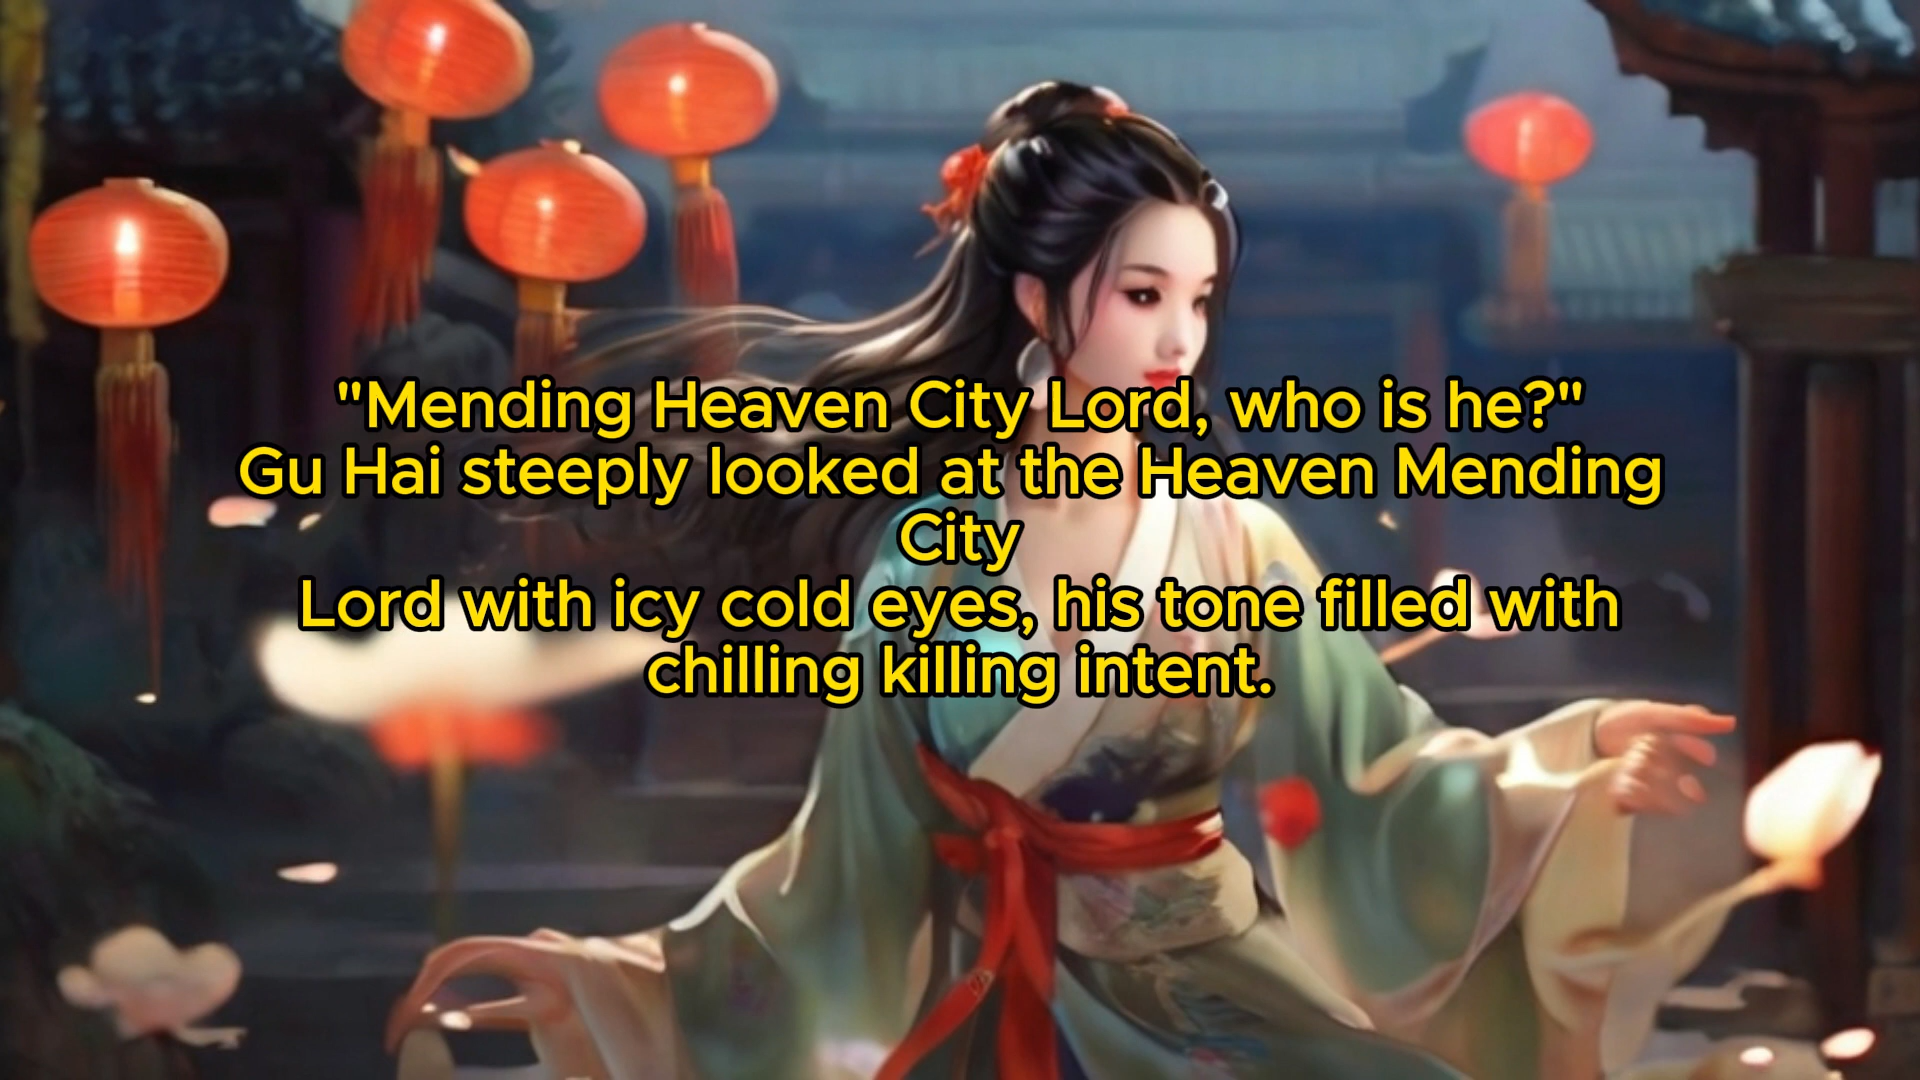 "Mending Heaven City Lord, who is he?"
Gu Hai steeply looked at the Heaven Mending
City
Lord with icy cold eyes, his tone filled with
chilling killing intent.